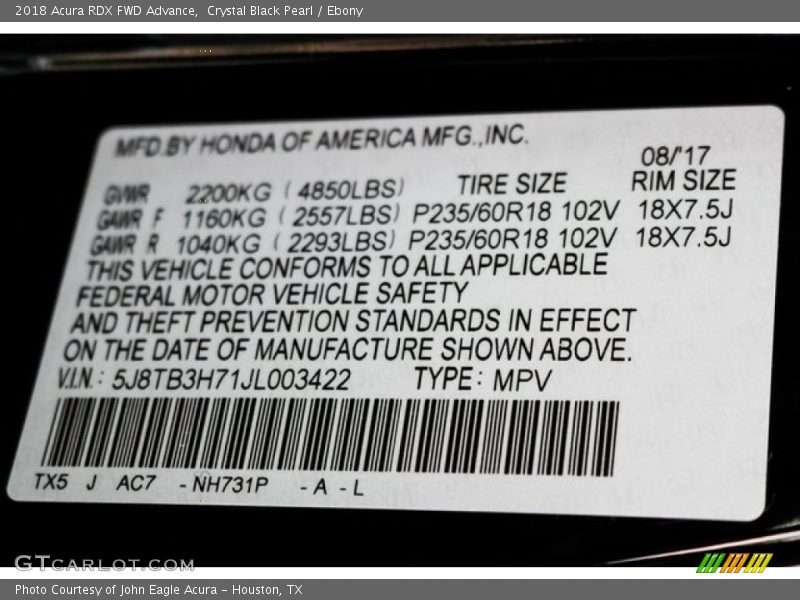 2018 Acura RDX FWD Advance,  Crystal Black Pearl / Ebony
MFD.BY HONDA OF AMERICA MFG.,INC.
08/'17
GVWR 2200KG ( 4850LBS) TIRE SIZE RIM SIZE
GAWR F 1160KG ( 2557LBS) P235/60R18 102V 18X7.5J
GAWR R 1040KG ( 2293LBS) P235/60R18 102V 18X7.5J
THIS VEHICLE CONFORMS TO ALL APPLICABLE
FEDERAL MOTOR VEHICLE SAFETY
AND THEFT PREVENTION STANDARDS IN EFFECT
ON THE DATE OF MANUFACTURE SHOWN ABOVE.
V.I.N.: 5J8TB3H71JL003422 TYPE: MPV
TX5 J AC7 -NH731P -A -L
GTCARLOT.COM
Photo Courtesy of John Eagle Acura - Houston, TX